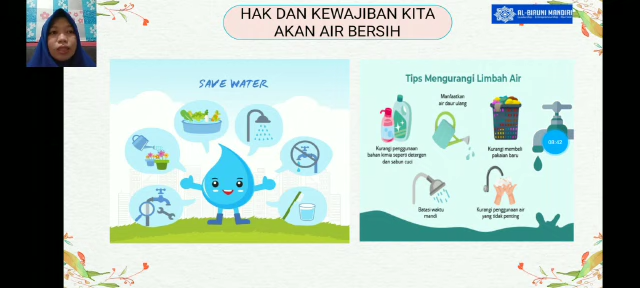 HAK DAN KEWAJIBAN KITA
AKAN AIR BERSIH
AL-BIRUNI MANDIRI
SAVE WATER
Tips Mengurangi Limbah Air
Manfaatkan
air daur ulang
Kurangi penggunaan
bahan kimia seperti detergen
dan sabun cuci
Kurangi membeli
pakaian baru
08:42
Batasi waktu
mandi
Kurangi penggunaan air
yang tidak penting